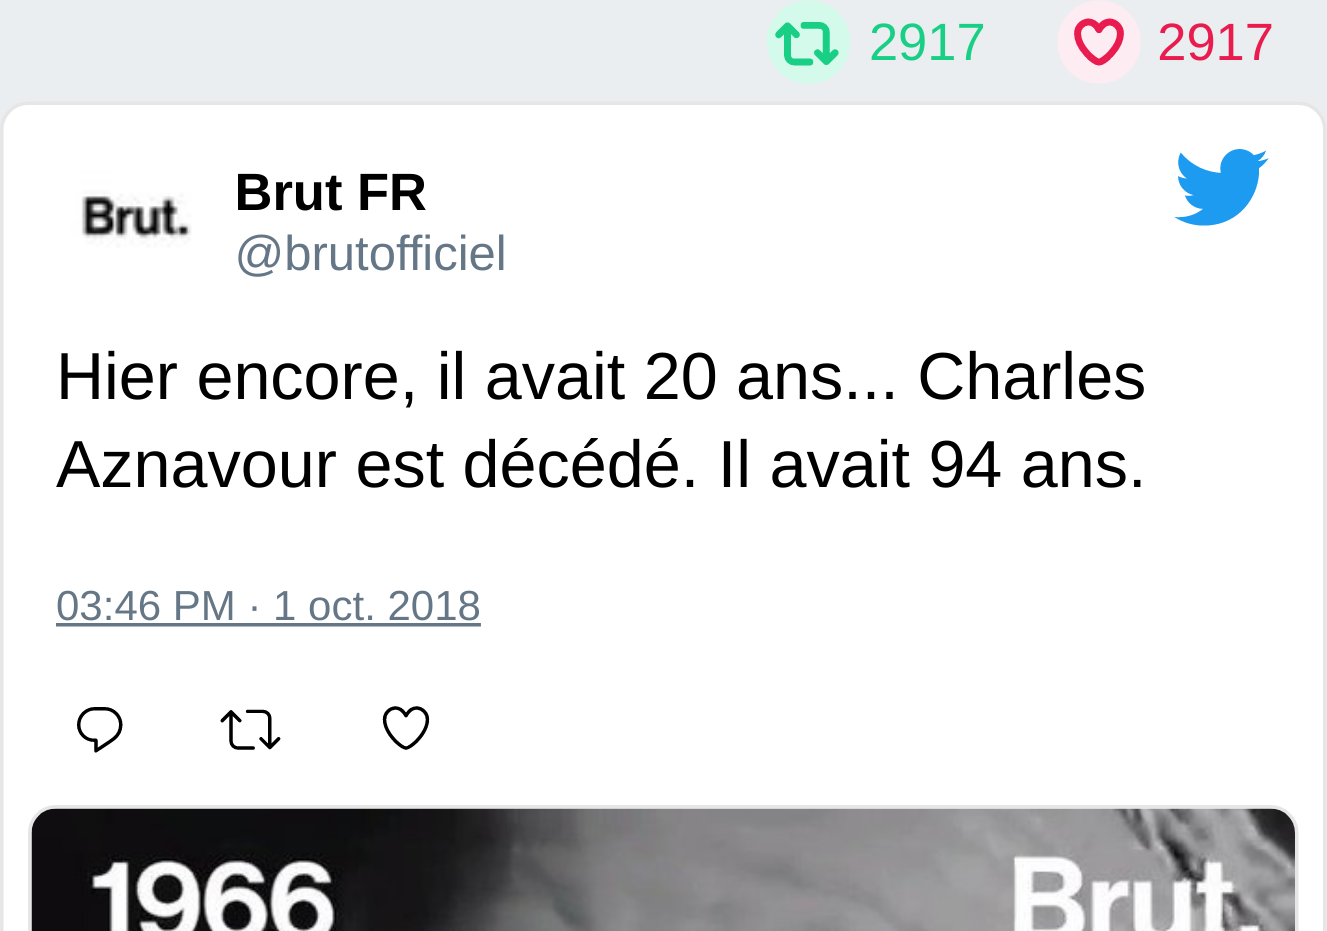 2917 2917
Brut.
Brut FR
@brutofficiel
Hier encore, il avait 20 ans... Charles
Aznavour est décédé. Il avait 94 ans.
03:46 PM · 1 oct. 2018
1966 Brut.